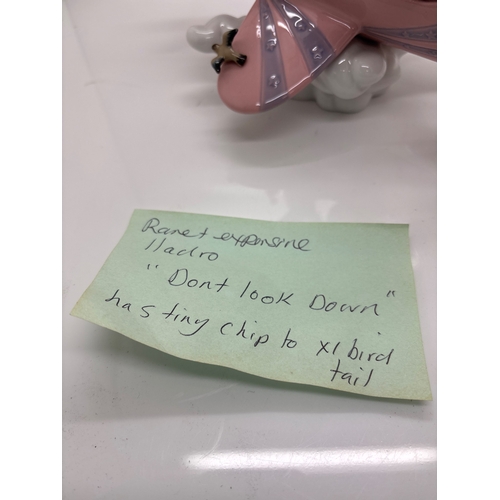 Rare + expensive
lladro
"Dont look Down"
has tiny chip to x1 bird
tail